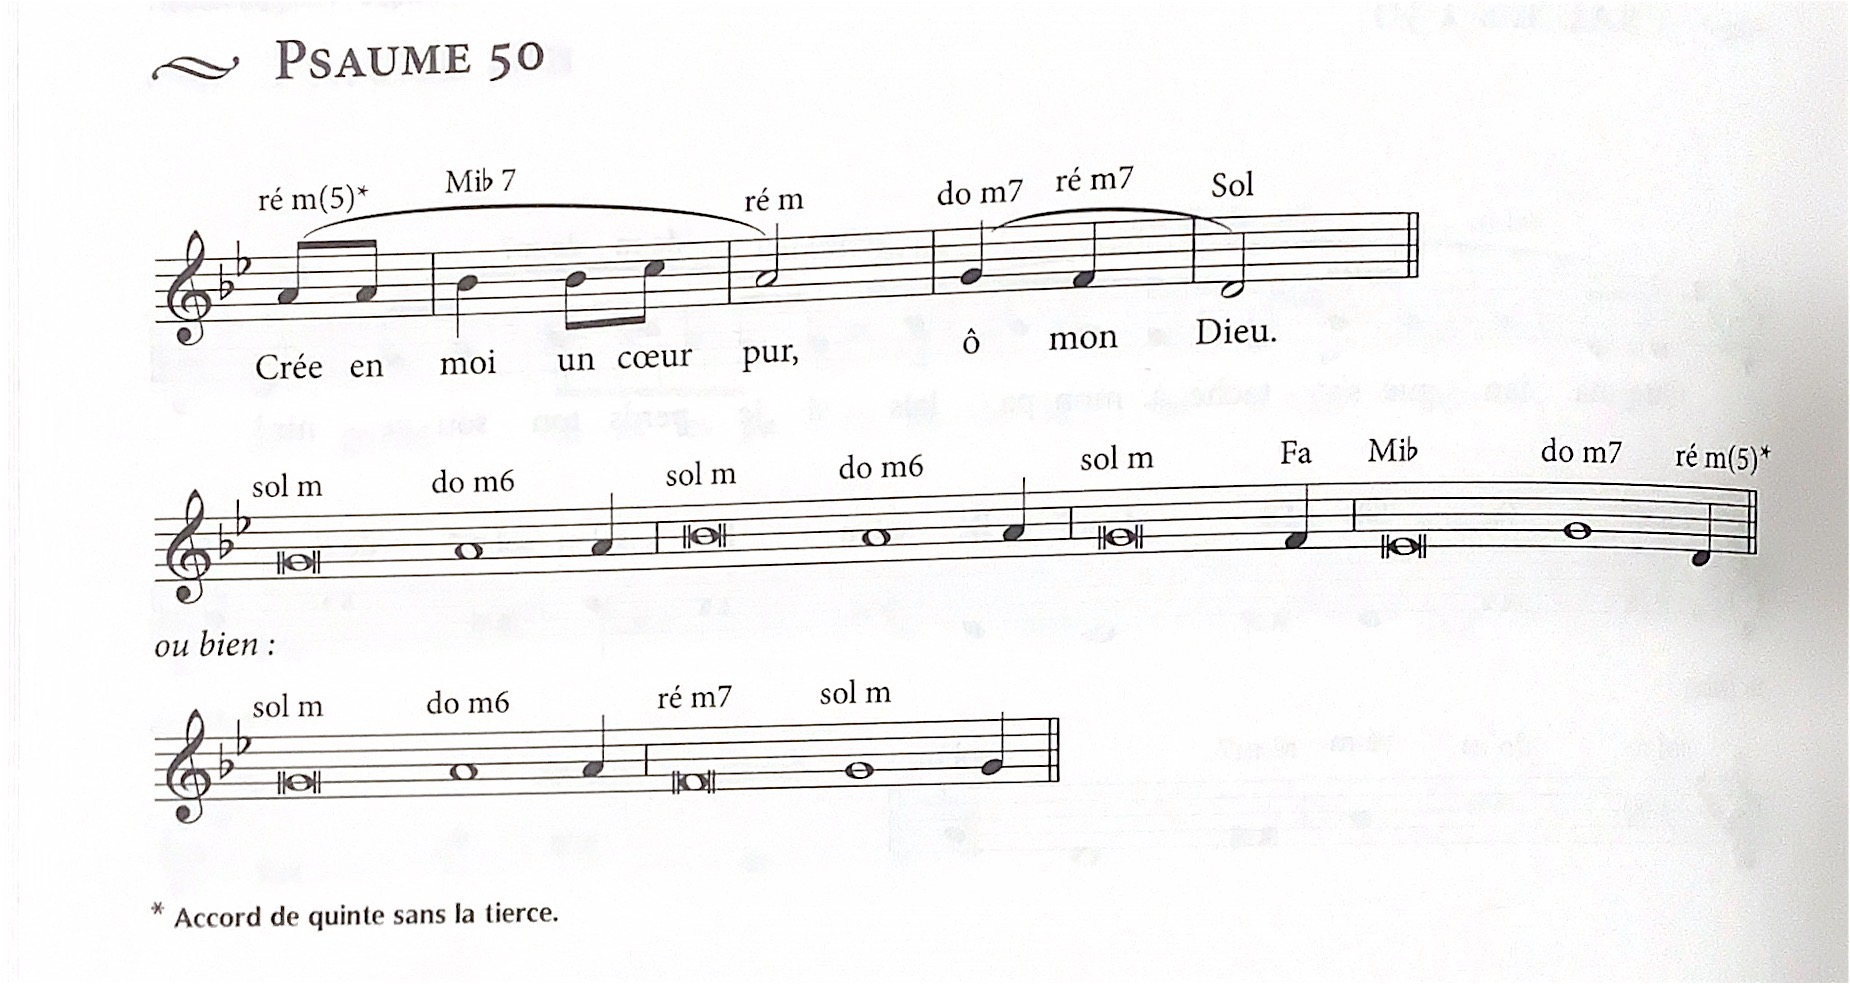 PSAUME 50
ré m(5)* Mi♭ 7 ré m do m7 ré m7 Sol
Crée en moi un cœur pur, ô mon Dieu.
sol m do m6 sol m do m6 sol m Fa Mi♭ do m7 ré m(5)*
ou bien :
sol m do m6 ré m7 sol m
* Accord de quinte sans la tierce.